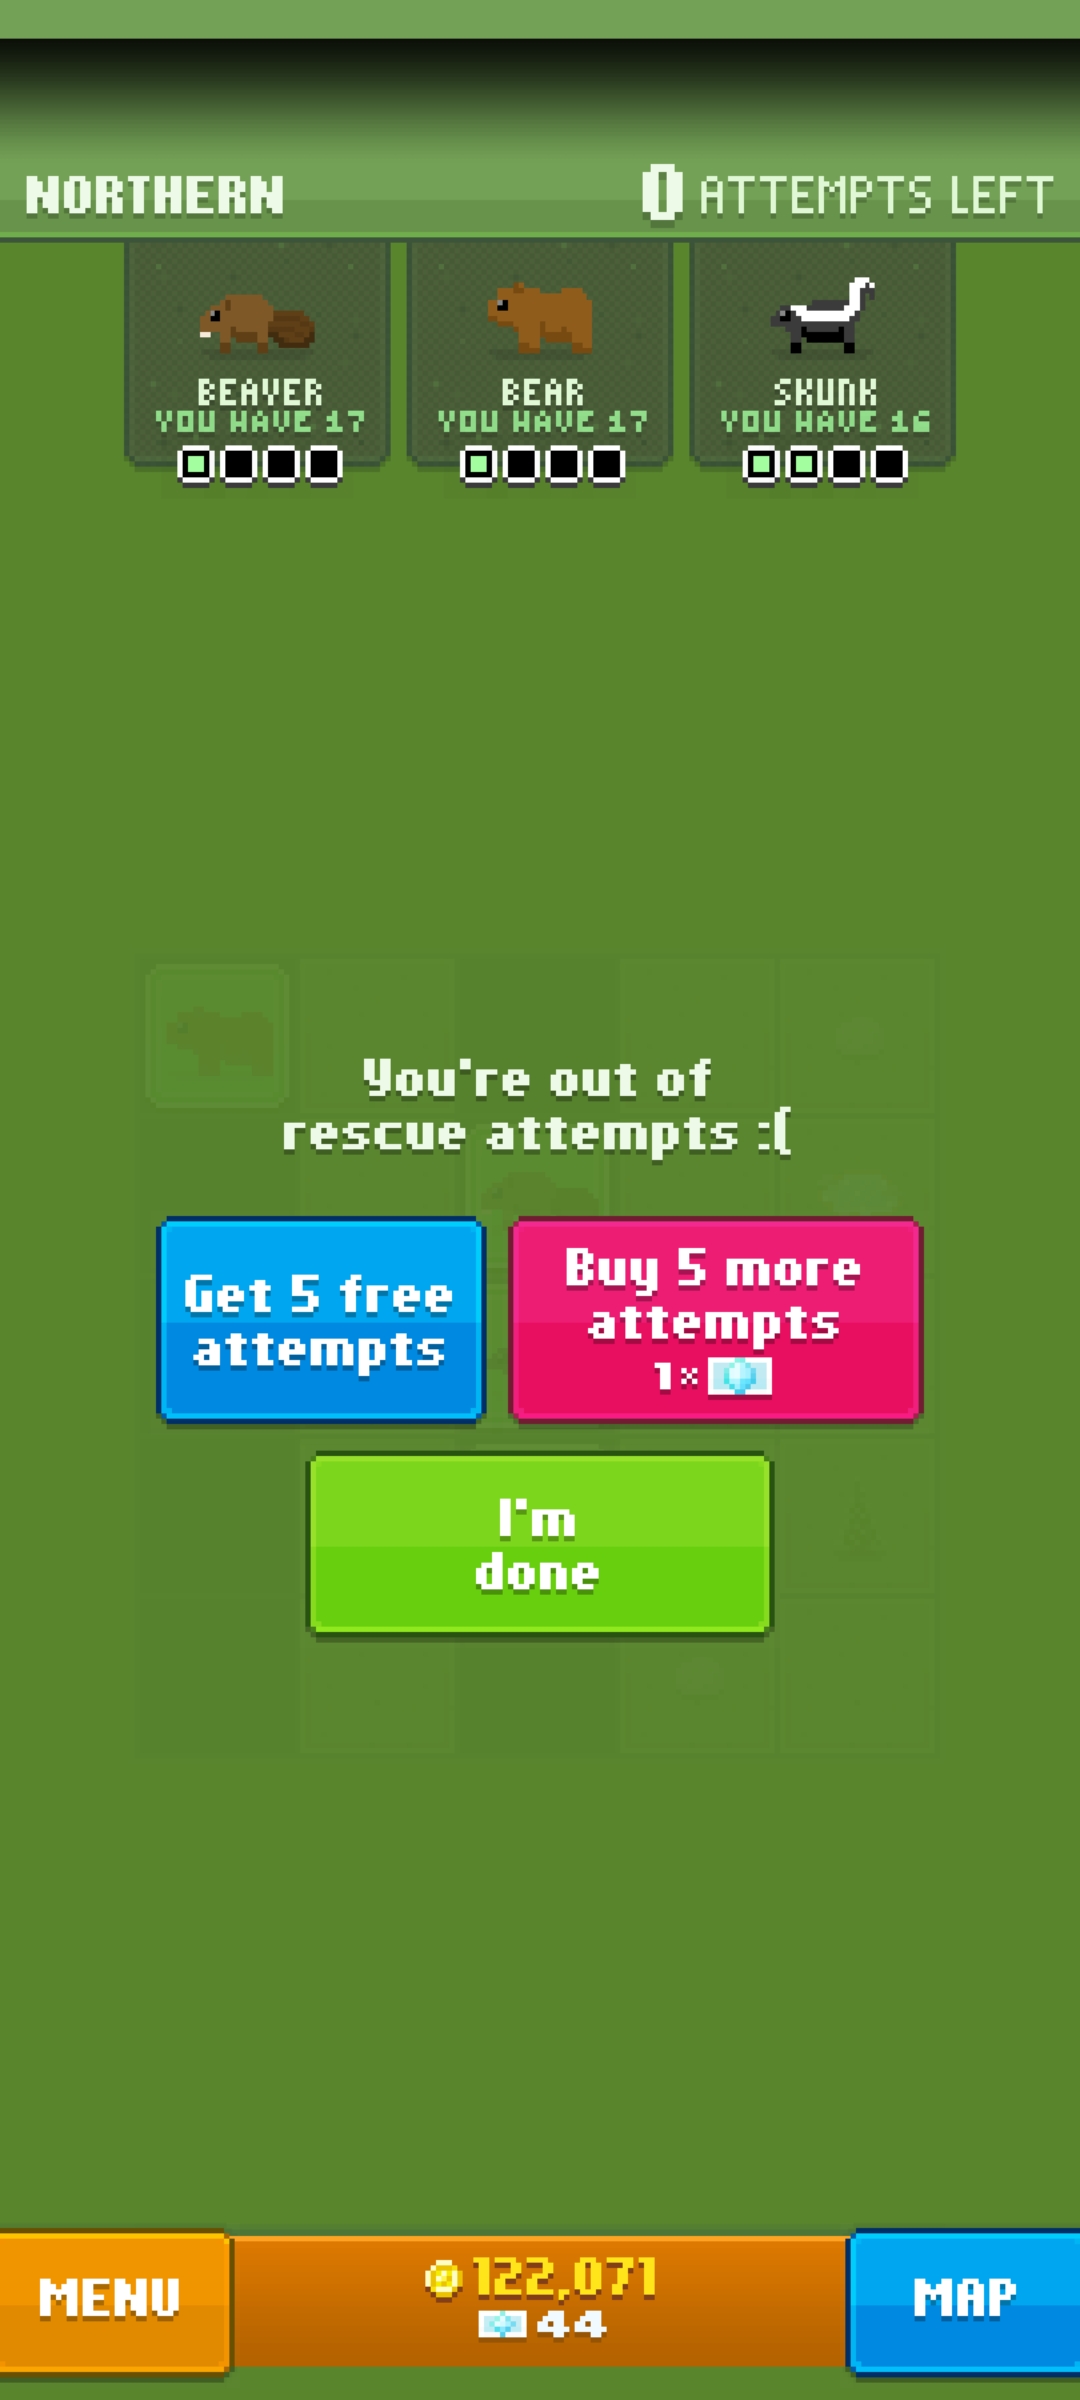 NORTHERN
0 ATTEMPTS LEFT
BEAVER
YOU HAVE 17
BEAR
YOU HAVE 17
SKUNK
YOU HAVE 16
You're out of
rescue attempts :(
Get 5 free
attempts
Buy 5 more
attempts
1×
I'm
done
MENU
122,071
44
MAP